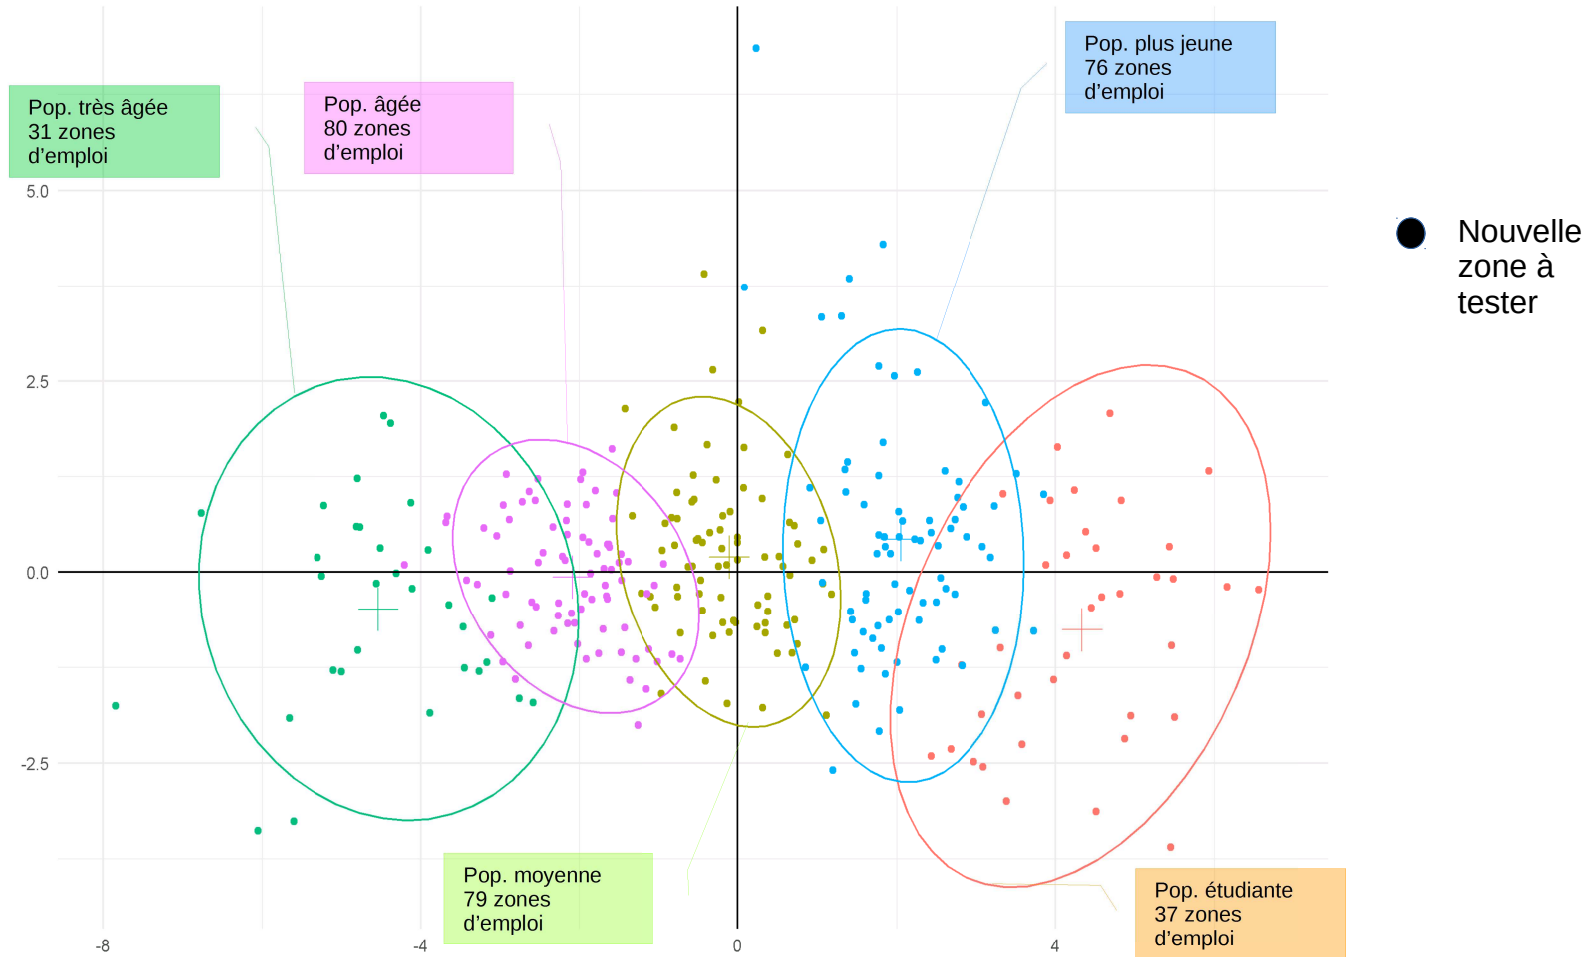 Pop. plus jeune
76 zones
d’emploi
Pop. très âgée
31 zones
d’emploi
Pop. âgée
80 zones
d’emploi
5.0
Nouvelle
zone à
tester
2.5
0.0
-2.5
Pop. moyenne
79 zones
d’emploi
Pop. étudiante
37 zones
d’emploi
-8
-4
0
4